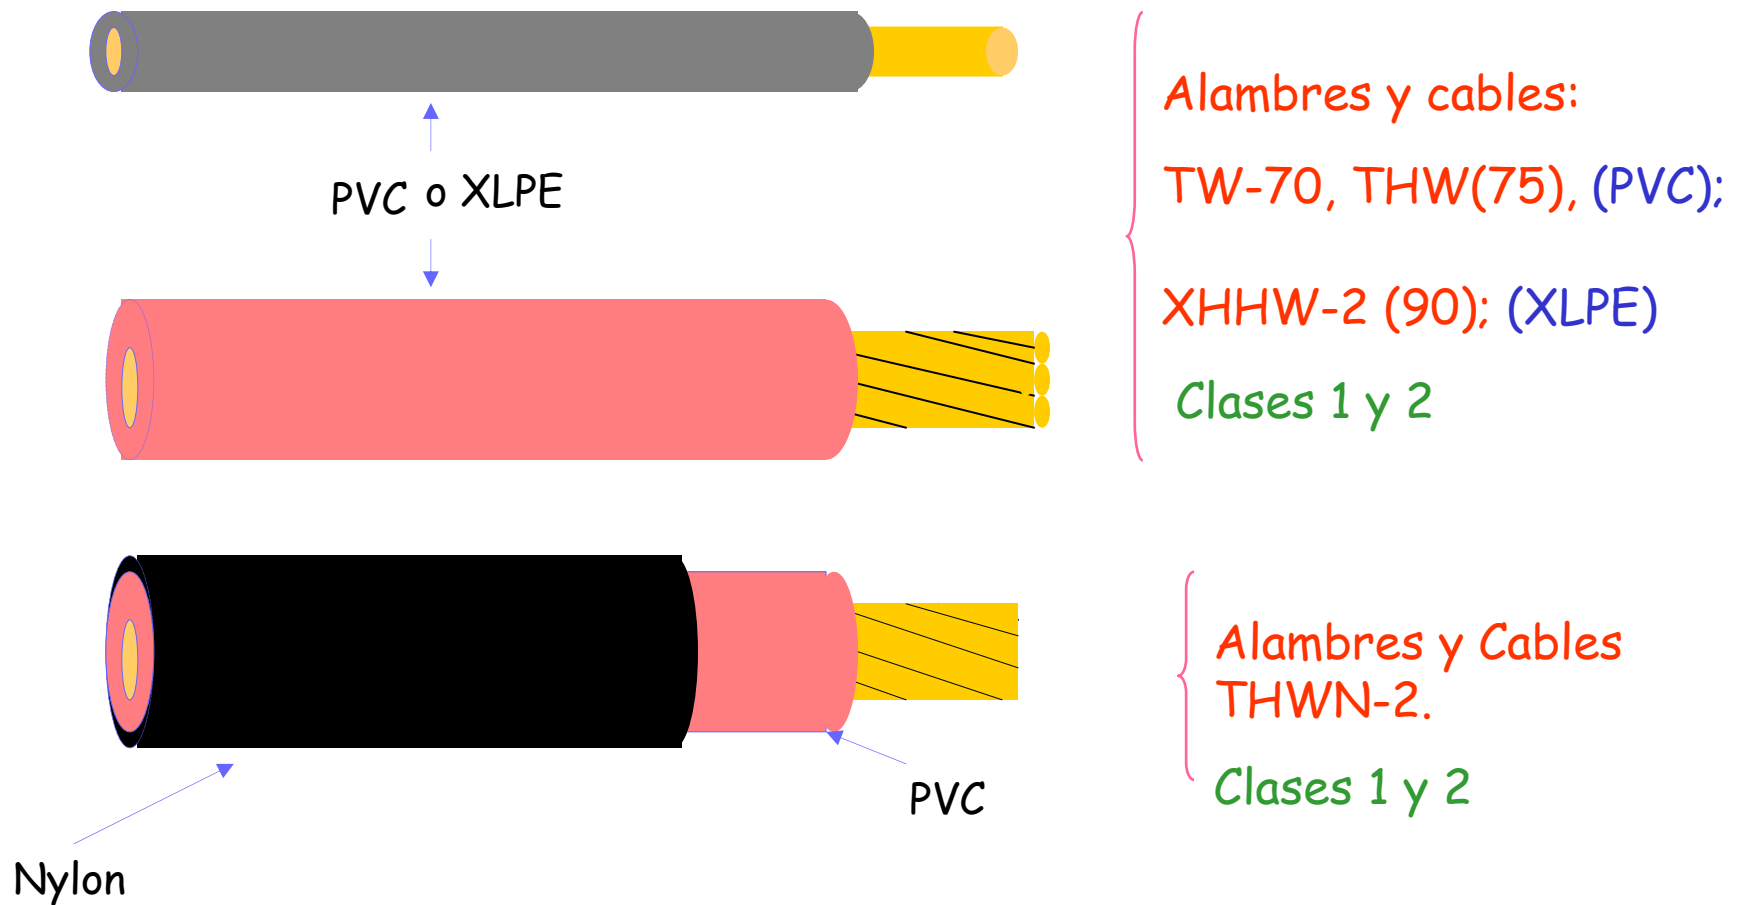 PVC o XLPE
Alambres y cables:
TW-70, THW(75), (PVC);
XHHW-2 (90); (XLPE)
Clases 1 y 2
Alambres y Cables
THWN-2.
Clases 1 y 2
PVC
Nylon